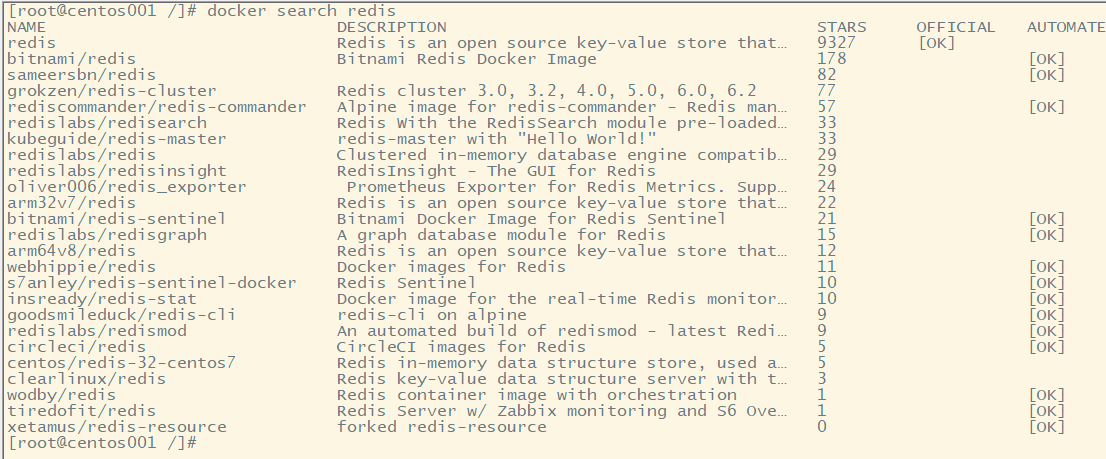 [root@centos001 /]# docker search redis
NAME DESCRIPTION STARS OFFICIAL AUTOMATE
redis Redis is an open source key-value store that… 9327 [OK]
bitnami/redis Bitnami Redis Docker Image 178 [OK]
sameersbn/redis 82 [OK]
grokzen/redis-cluster Redis cluster 3.0, 3.2, 4.0, 5.0, 6.0, 6.2 77
rediscommander/redis-commander Alpine image for redis-commander - Redis man… 57 [OK]
redislabs/redisearch Redis With the RedisSearch module pre-loaded… 33
kubeguide/redis-master redis-master with "Hello World!" 33
redislabs/redis Clustered in-memory database engine compatib… 29
redislabs/redisinsight RedisInsight - The GUI for Redis 29
oliver006/redis_exporter Prometheus Exporter for Redis Metrics. Supp… 24
arm32v7/redis Redis is an open source key-value store that… 22
bitnami/redis-sentinel Bitnami Docker Image for Redis Sentinel 21 [OK]
redislabs/redisgraph A graph database module for Redis 15 [OK]
arm64v8/redis Redis is an open source key-value store that… 12
webhippie/redis Docker images for Redis 11 [OK]
s7anley/redis-sentinel-docker Redis Sentinel 10 [OK]
insready/redis-stat Docker image for the real-time Redis monitor… 10 [OK]
goodsmileduck/redis-cli redis-cli on alpine 9 [OK]
redislabs/redismod An automated build of redismod - latest Redi… 9 [OK]
circleci/redis CircleCI images for Redis 5 [OK]
centos/redis-32-centos7 Redis in-memory data structure store, used a… 5
clearlinux/redis Redis key-value data structure server with t… 3
wodby/redis Redis container image with orchestration 1 [OK]
tiredofit/redis Redis Server w/ Zabbix monitoring and S6 Ove… 1 [OK]
xetamus/redis-resource forked redis-resource 0 [OK]
[root@centos001 /]#